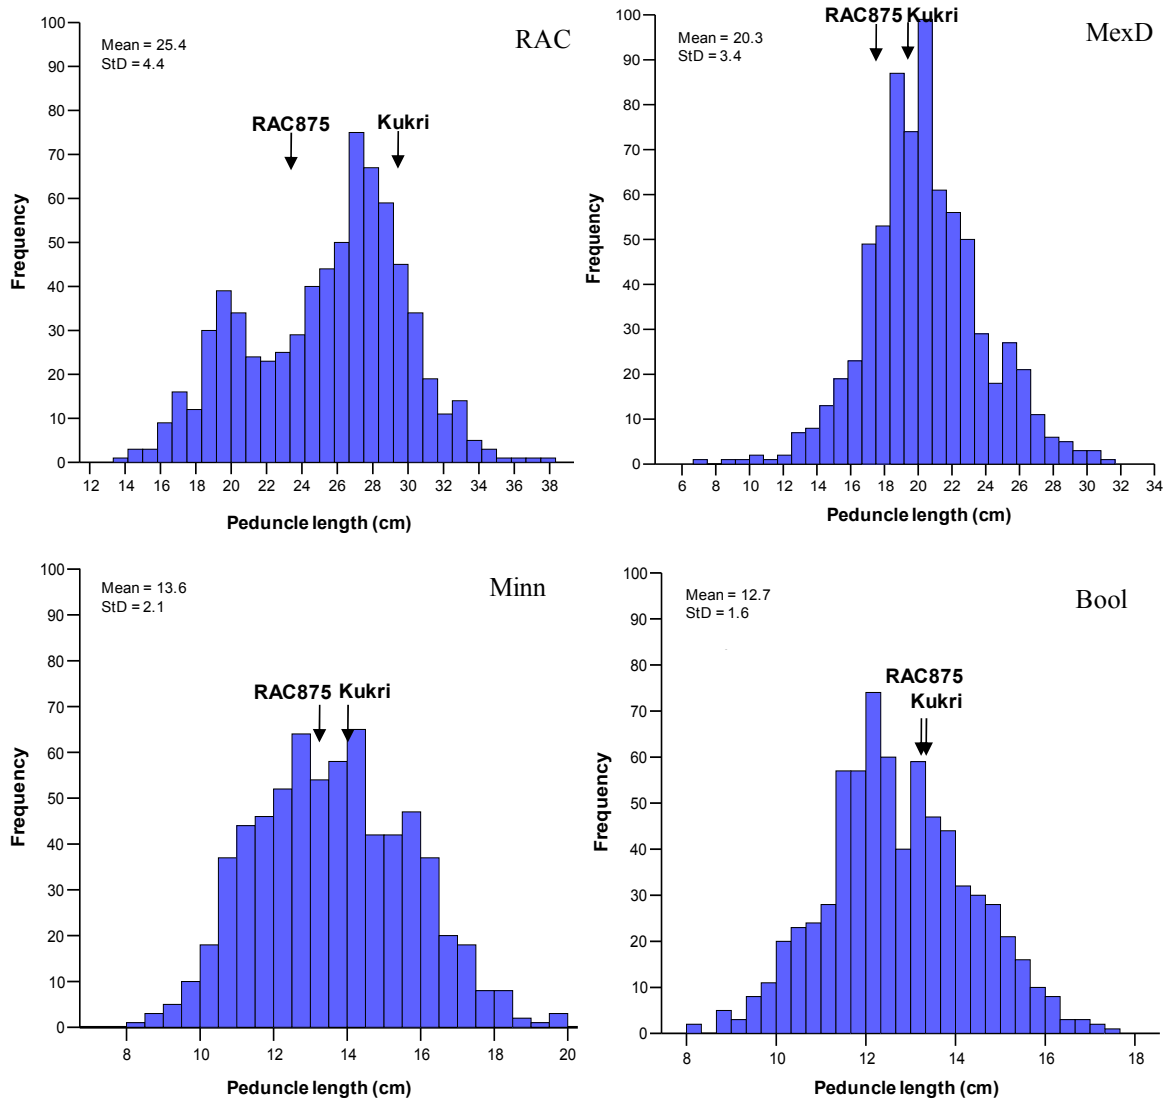 RAC
Mean = 25.4
StD = 4.4
RAC875 Kukri
Frequency
100
90
80
70
60
50
40
30
20
10
0
12 14 16 18 20 22 24 26 28 30 32 34 36 38
Peduncle length (cm)
MexD
Mean = 20.3
StD = 3.4
RAC875 Kukri
Frequency
100
90
80
70
60
50
40
30
20
10
0
6 8 10 12 14 16 18 20 22 24 26 28 30 32 34
Peduncle length (cm)
Minn
Mean = 13.6
StD = 2.1
RAC875 Kukri
Frequency
100
90
80
70
60
50
40
30
20
10
0
8 10 12 14 16 18 20
Peduncle length (cm)
Bool
Mean = 12.7
StD = 1.6
RAC875
Kukri
Frequency
100
90
80
70
60
50
40
30
20
10
0
8 10 12 14 16 18
Peduncle length (cm)